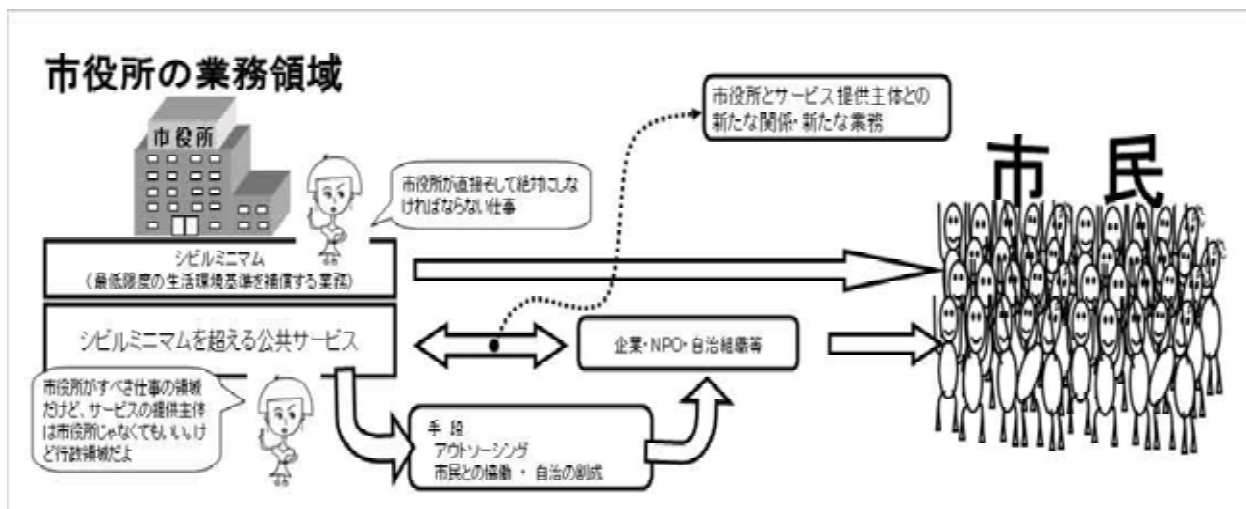 市役所の業務領域
市役所
市役所が直接そして絶対にしな
ければならない仕事
市役所とサービス提供主体との
新たな関係・新たな業務
市 民
シビルミニマム
(最低限度の生活環境基準を補償する業務)
シビルミニマムを超える公共サービス
企業・NPO・自治組織等
市役所がすべき仕事の領域
だけど、サービスの提供主体
は市役所じゃなくてもいい。け
ど行政領域だよ
手 段
アウトソーシング
市民との協働 ・ 自治の創成